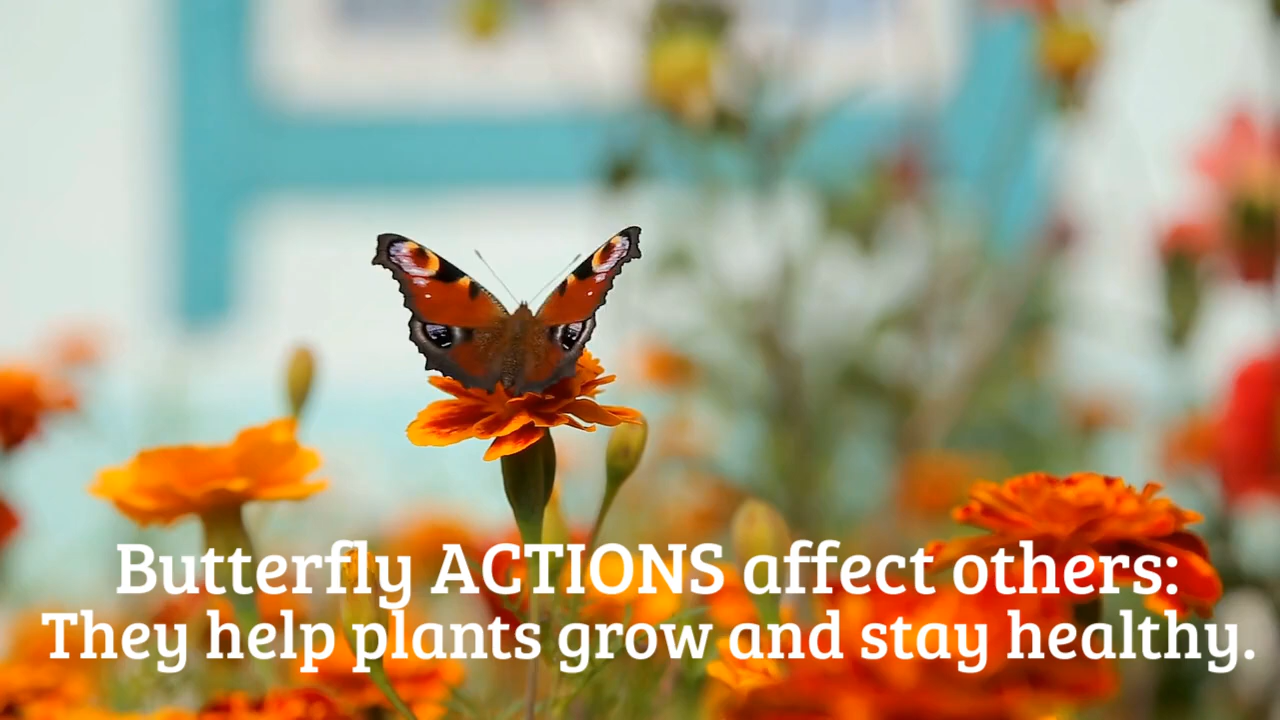 Butterfly ACTIONS affect others:
They help plants grow and stay healthy.